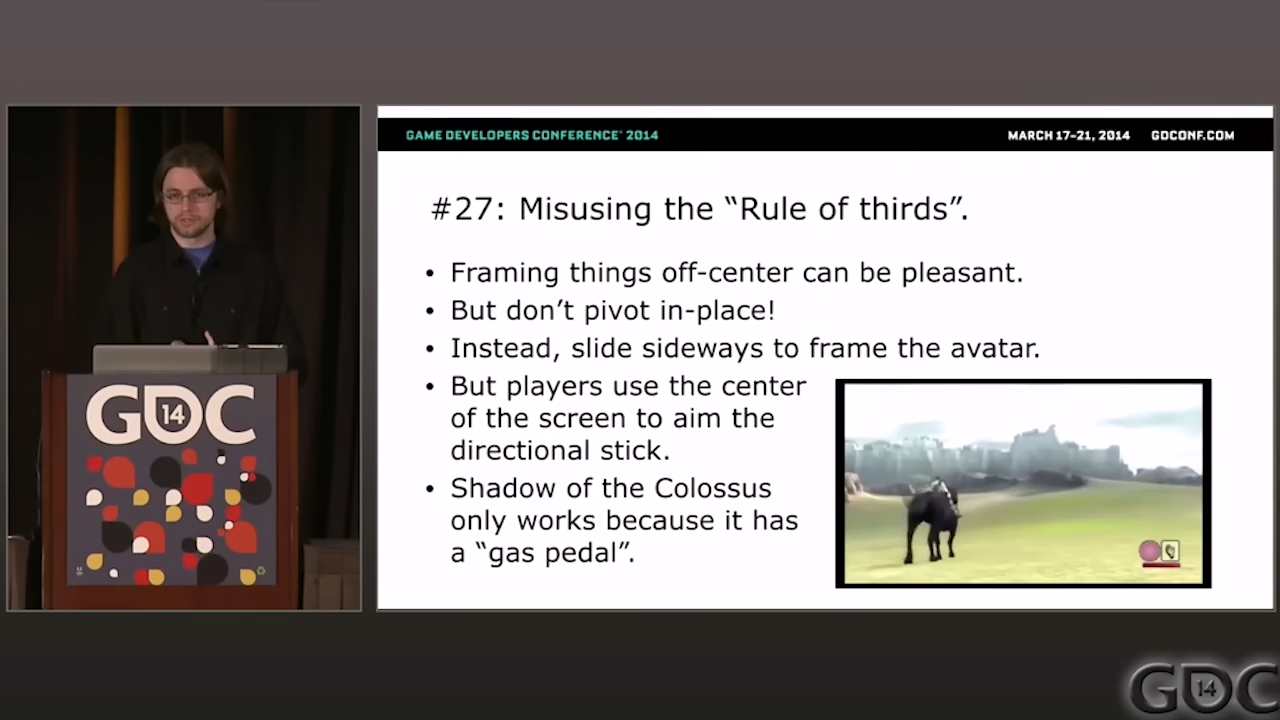 GAME DEVELOPERS CONFERENCE® 2014
MARCH 17–21, 2014 GDCONF.COM
#27: Misusing the “Rule of thirds”.
• Framing things off-center can be pleasant.
• But don’t pivot in-place!
• Instead, slide sideways to frame the avatar.
• But players use the center
of the screen to aim the
directional stick.
• Shadow of the Colossus
only works because it has
a “gas pedal”.
GDC
14
GDC
14